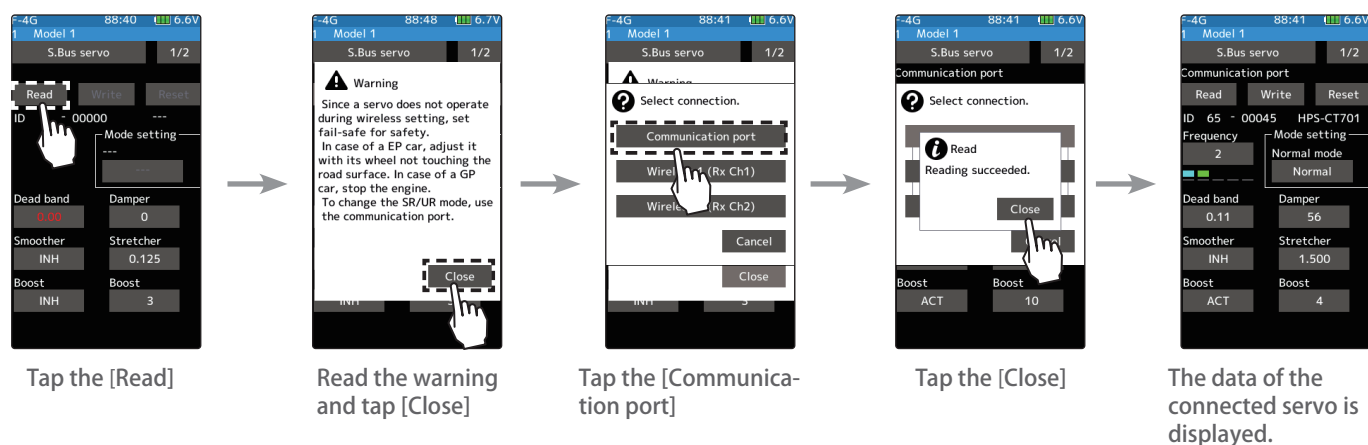 F-4G 88:40 6.6V
1 Model 1
S.Bus servo 1/2
Read Write Reset
ID - 00000 ---
Mode setting
---
---
Dead band Damper
0.00 0
Smoother Stretcher
INH 0.125
Boost Boost
INH 3
Tap the [Read]
F-4G 88:48 6.7V
1 Model 1
S.Bus servo 1/2
Warning
Since a servo does not operate
during wireless setting, set
fail-safe for safety.
In case of a EP car, adjust it
with its wheel not touching the
road surface. In case of a GP
car, stop the engine.
To change the SR/UR mode, use
the communication port.
Close
INH
Read the warning
and tap [Close]
F-4G 88:41 6.6V
1 Model 1
S.Bus servo 1/2
Warning
Select connection.
Communication port
(Rx Ch1)
(Rx Ch2)
Cancel
Close
INH 3
Tap the [Communica-
tion port]
-4G 88:41 6.6V
1 Model 1
S.Bus servo 1/2
Communication port
Select connection.
Read
Reading succeeded.
Close
Boost Boost
ACT 10
Tap the [Close]
F-4G 88:41 6.6V
1 Model 1
S.Bus servo 1/2
Communication port
Read Write Reset
ID 65 - 00045 HPS-CT701
Frequency Mode setting
2 Normal mode
Normal
Dead band Damper
0.11 56
Smoother Stretcher
INH 1.500
Boost Boost
ACT 4
The data of the
connected servo is
displayed.